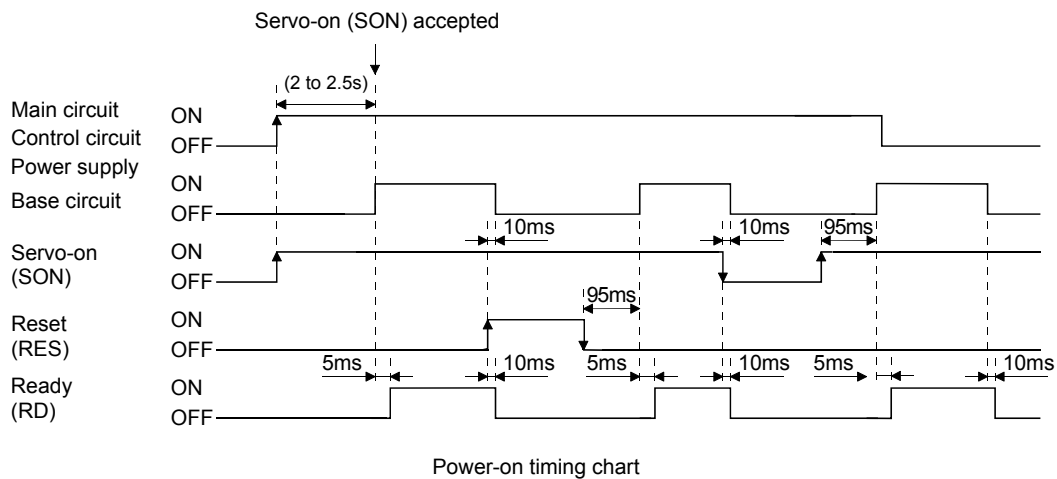 Servo-on (SON) accepted
(2 to 2.5s)
Main circuit
Control circuit
Power supply
ON
OFF
Base circuit
ON
OFF
10ms
10ms
95ms
Servo-on
(SON)
ON
OFF
95ms
Reset
(RES)
ON
OFF
5ms
10ms
5ms
10ms
5ms
10ms
Ready
(RD)
ON
OFF
Power-on timing chart